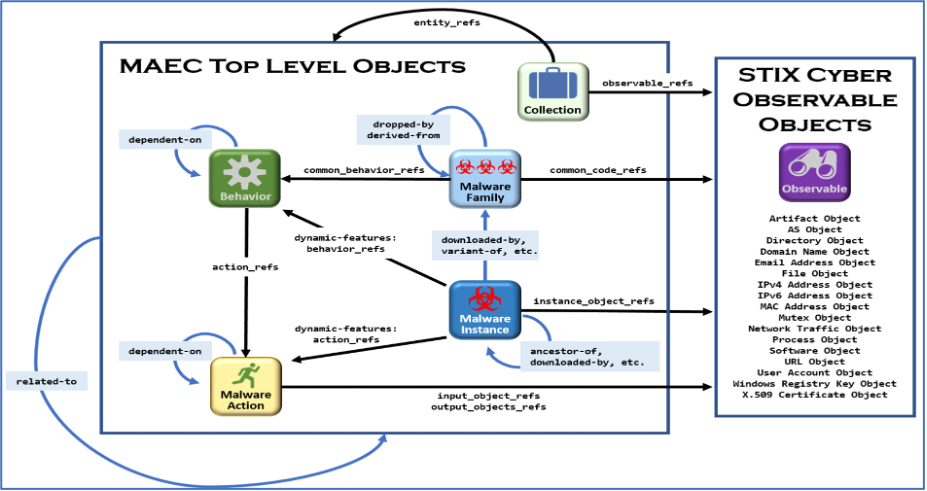 entity_refs
MAEC TOP LEVEL OBJECTS
Collection
observable_refs
STIX CYBER
OBSERVABLE
OBJECTS
dependent-on
dropped-by
derived-from
Behavior
common_behavior_refs
Malware
Family
common_code_refs
Observable
dynamic-features:
behavior_refs
downloaded-by,
variant-of, etc.
action_refs
Malware
Instance
instance_object_refs
dynamic-features:
action_refs
dependent-on
ancestor-of,
downloaded-by, etc.
related-to
Malware
Action
input_object_refs
output_objects_refs
Artifact Object
AS Object
Directory Object
Domain Name Object
Email Address Object
File Object
IPv4 Address Object
IPv6 Address Object
MAC Address Object
Mutex Object
Network Traffic Object
Process Object
Software Object
URL Object
User Account Object
Windows Registry Key Object
X.509 Certificate Object